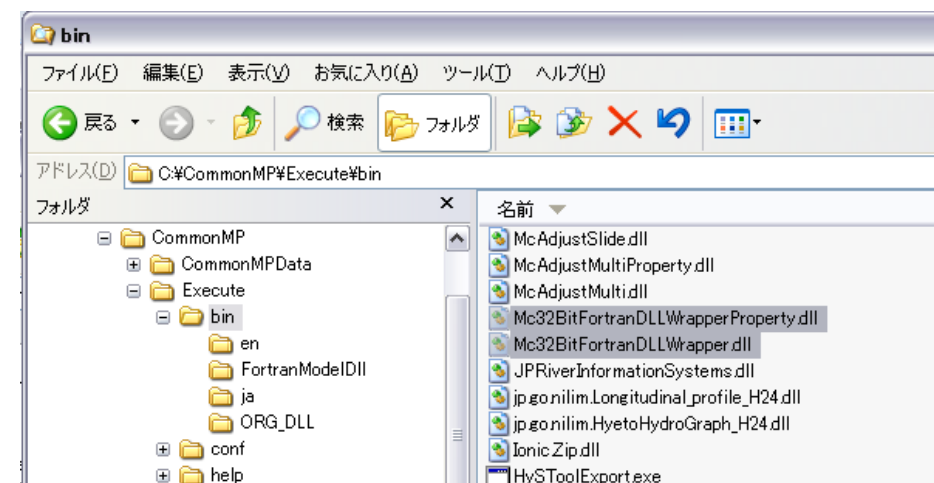 bin
ファイル(F) 編集(E) 表示(V) お気に入り(A) ツール(T) ヘルプ(H)
戻る 検索 フォルダ
アドレス(D) C:¥CommonMP¥Execute¥bin
フォルダ × 名前
CommonMP
CommonMPData
Execute
bin
en
FortranModelDll
ja
ORG_DLL
conf
help
McAdjustSlide.dll
McAdjustMultiProperty.dll
McAdjustMulti.dll
Mc32BitFortranDLLWrapperProperty.dll
Mc32BitFortranDLLWrapper.dll
JPRiverInformationSystems.dll
jp.go.nilim.Longitudinal_profile_H24.dll
jp.go.nilim.HyetoHydroGraph_H24.dll
Ionic.Zip.dll
HySToolExport.exe